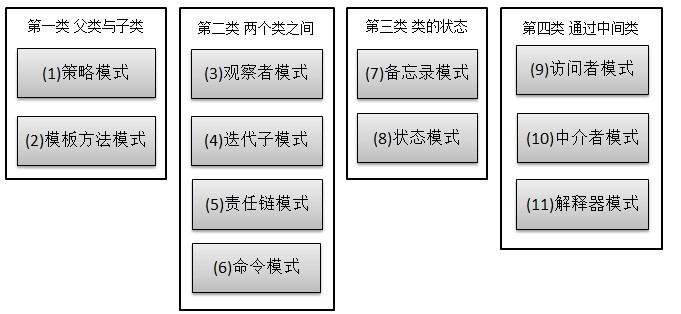 第一类 父类与子类
(1)策略模式
(2)模板方法模式
第二类 两个类之间
(3)观察者模式
(4)迭代子模式
(5)责任链模式
(6)命令模式
第三类 类的状态
(7)备忘录模式
(8)状态模式
第四类 通过中间类
(9)访问者模式
(10)中介者模式
(11)解释器模式